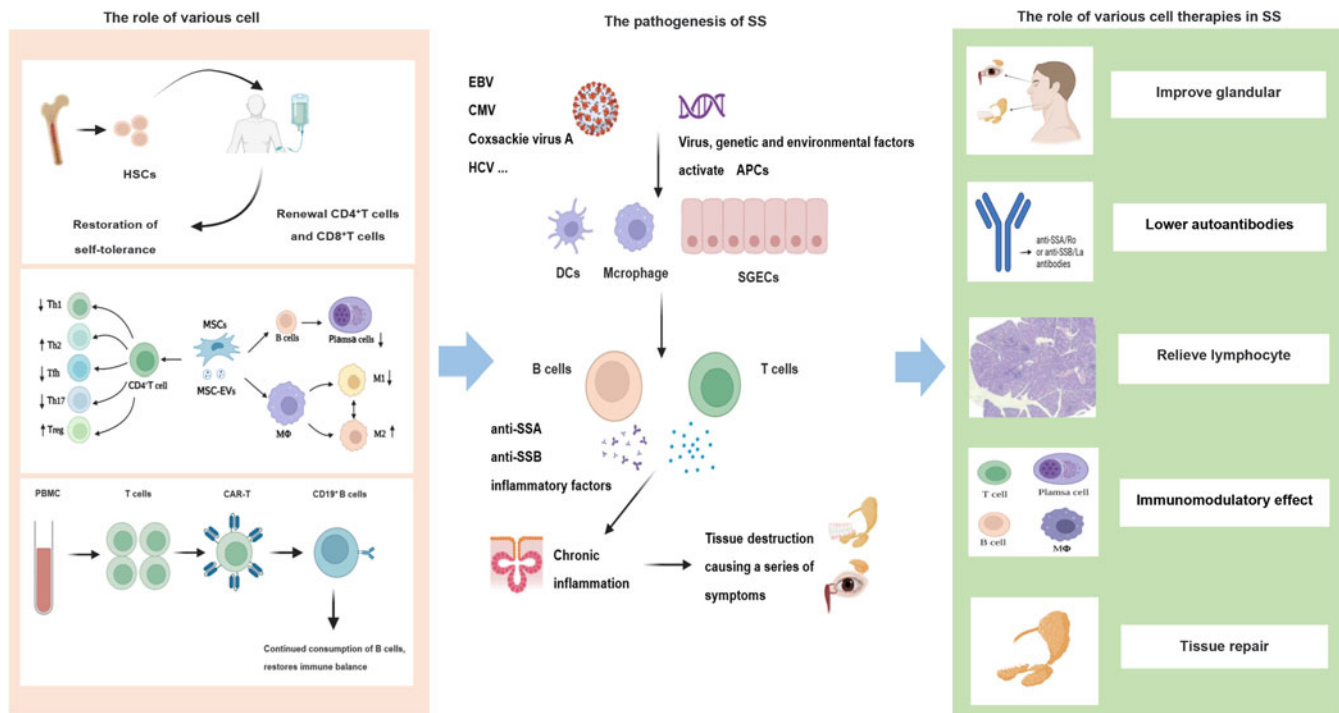 The role of various cell
HSCs
Restoration of
self-tolerance
Renewal CD4⁺T cells
and CD8⁺T cells
↓ Th1
↑ Th2
↓ Tfh
↓ Th17
↑ Treg
CD4⁺T cell
MSCs
MSC-EVs
B cells
Plamsa cells ↓
MΦ
M1 ↓
M2 ↑
PBMC
T cells
CAR-T
CD19⁺ B cells
Continued consumption of B cells,
restores immune balance
The pathogenesis of SS
EBV
CMV
Coxsackie virus A
HCV ...
Virus, genetic and environmental factors
activate APCs
DCs
Mcrophage
SGECs
B cells
T cells
anti-SSA
anti-SSB
inflammatory factors
Chronic
inflammation
Tissue destruction
causing a series of
symptoms
The role of various cell therapies in SS
Improve glandular
anti-SSA/Ro
or anti-SSB/La
antibodies
Lower autoantibodies
Relieve lymphocyte
T cell
Plamsa cell
B cell
MΦ
Immunomodulatory effect
Tissue repair